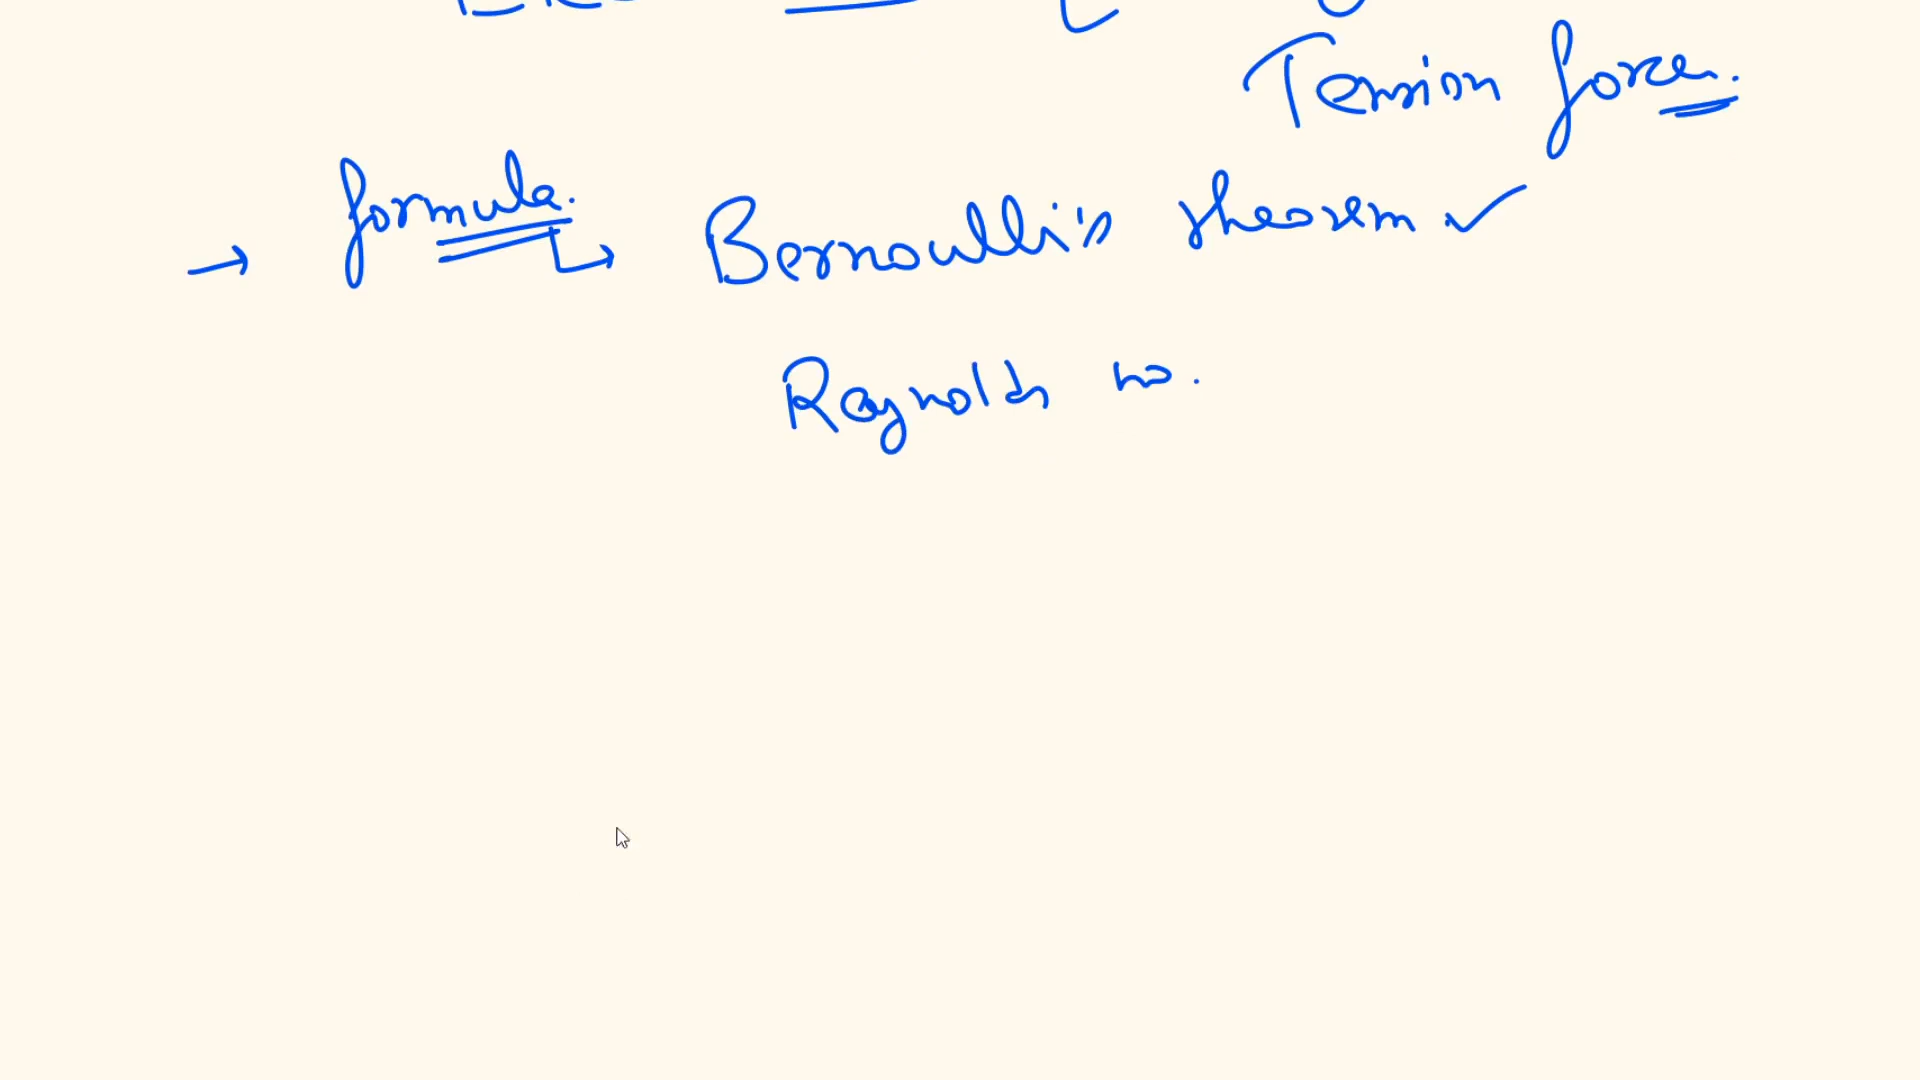 Tension force.
→ formula. ↳ Bernoulli's theorem ✓
Reynolds no.